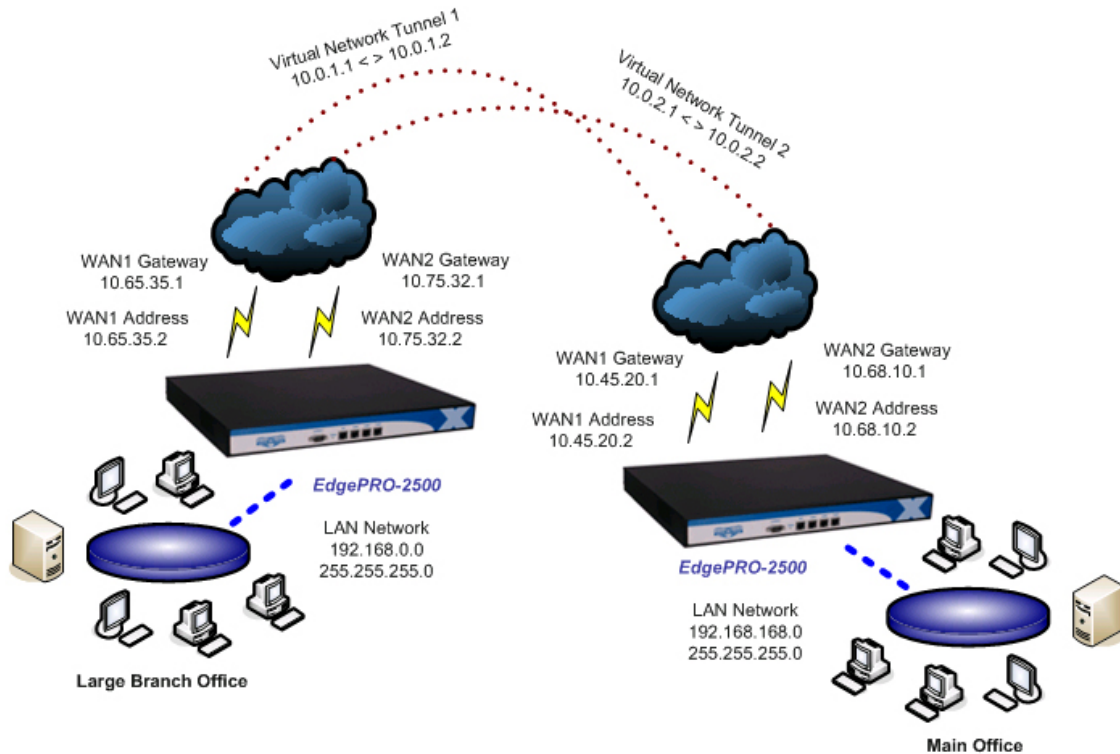 Virtual Network Tunnel 1
10.0.1.1 < > 10.0.1.2
Virtual Network Tunnel 2
10.0.2.1 < > 10.0.2.2
WAN1 Gateway
10.65.35.1
WAN2 Gateway
10.75.32.1
WAN1 Address
10.65.35.2
WAN2 Address
10.75.32.2
WAN1 Gateway
10.45.20.1
WAN2 Gateway
10.68.10.1
WAN1 Address
10.45.20.2
WAN2 Address
10.68.10.2
EdgePRO-2500
LAN Network
192.168.0.0
255.255.255.0
Large Branch Office
EdgePRO-2500
LAN Network
192.168.168.0
255.255.255.0
Main Office